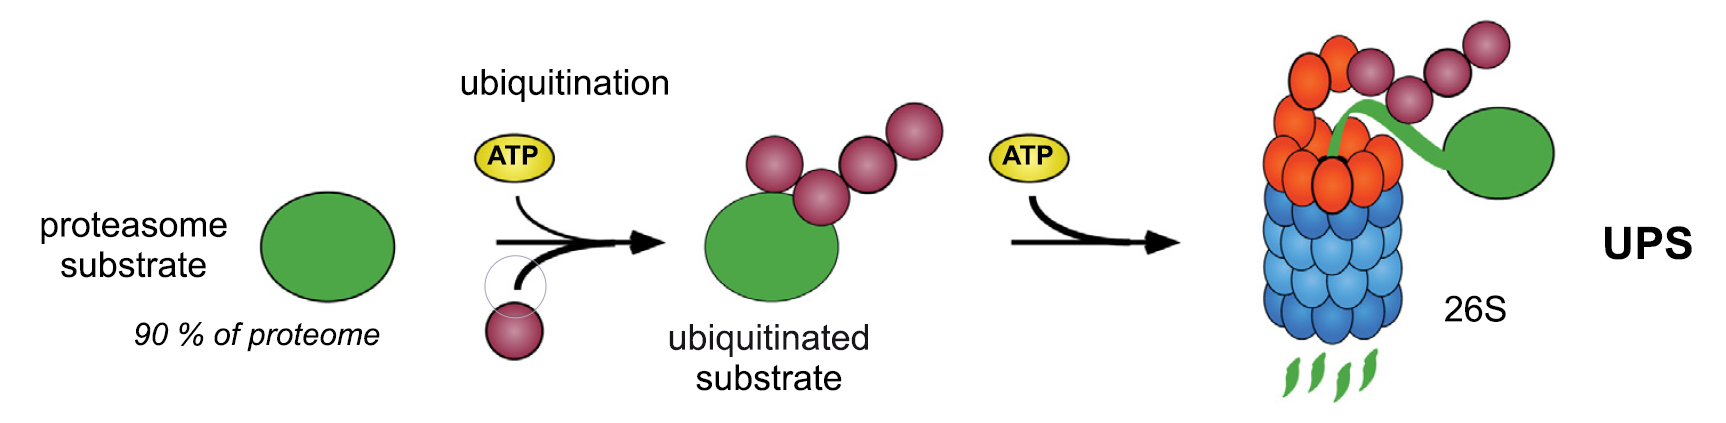 proteasome
substrate
90 % of proteome
ubiquitination
ATP
ubiquitinated
substrate
ATP
26S
UPS